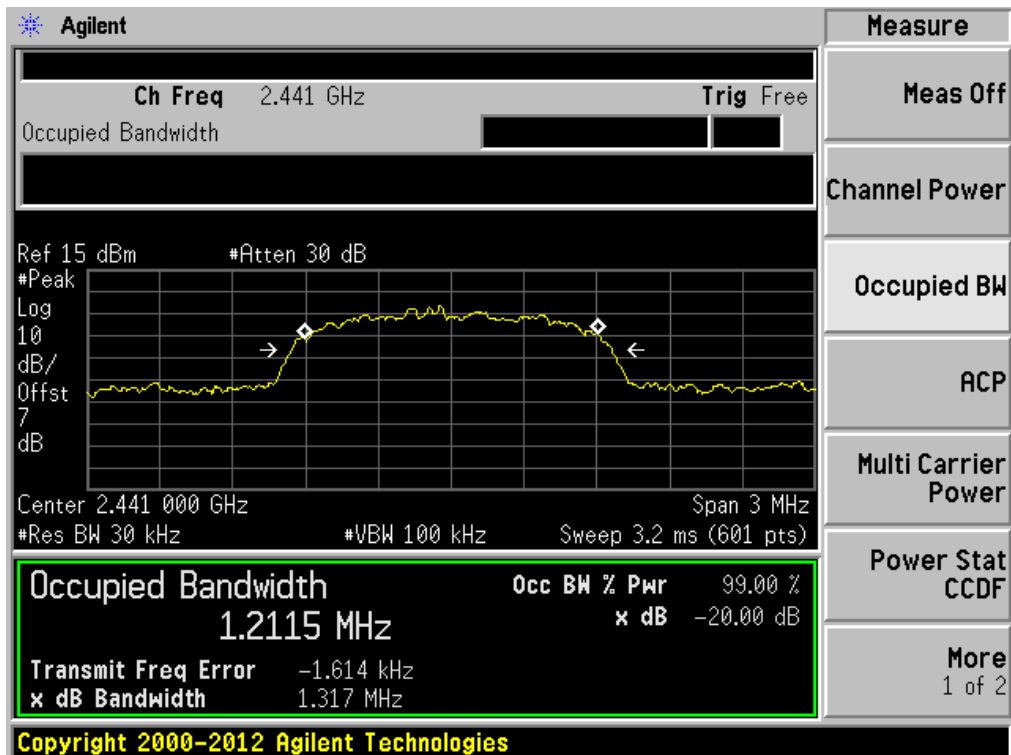 Agilent
Measure
Ch Freq 2.441 GHz Trig Free
Occupied Bandwidth
Meas Off
Channel Power
Occupied BW
ACP
Multi Carrier
Power
Power Stat
CCDF
More
1 of 2
Ref 15 dBm #Atten 30 dB
#Peak
Log
10
dB/
Offst
7
dB
Center 2.441 000 GHz Span 3 MHz
#Res BW 30 kHz #VBW 100 kHz Sweep 3.2 ms (601 pts)
Occupied Bandwidth
1.2115 MHz
Occ BW % Pwr 99.00 %
x dB -20.00 dB
Transmit Freq Error -1.614 kHz
x dB Bandwidth 1.317 MHz
Copyright 2000-2012 Agilent Technologies